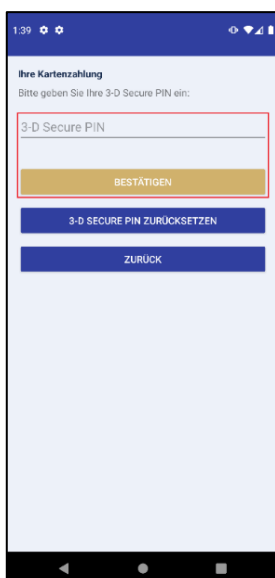 1:39
Ihre Kartenzahlung
Bitte geben Sie Ihre 3-D Secure PIN ein:
3-D Secure PIN
BESTÄTIGEN
3-D SECURE PIN ZURÜCKSETZEN
ZURÜCK